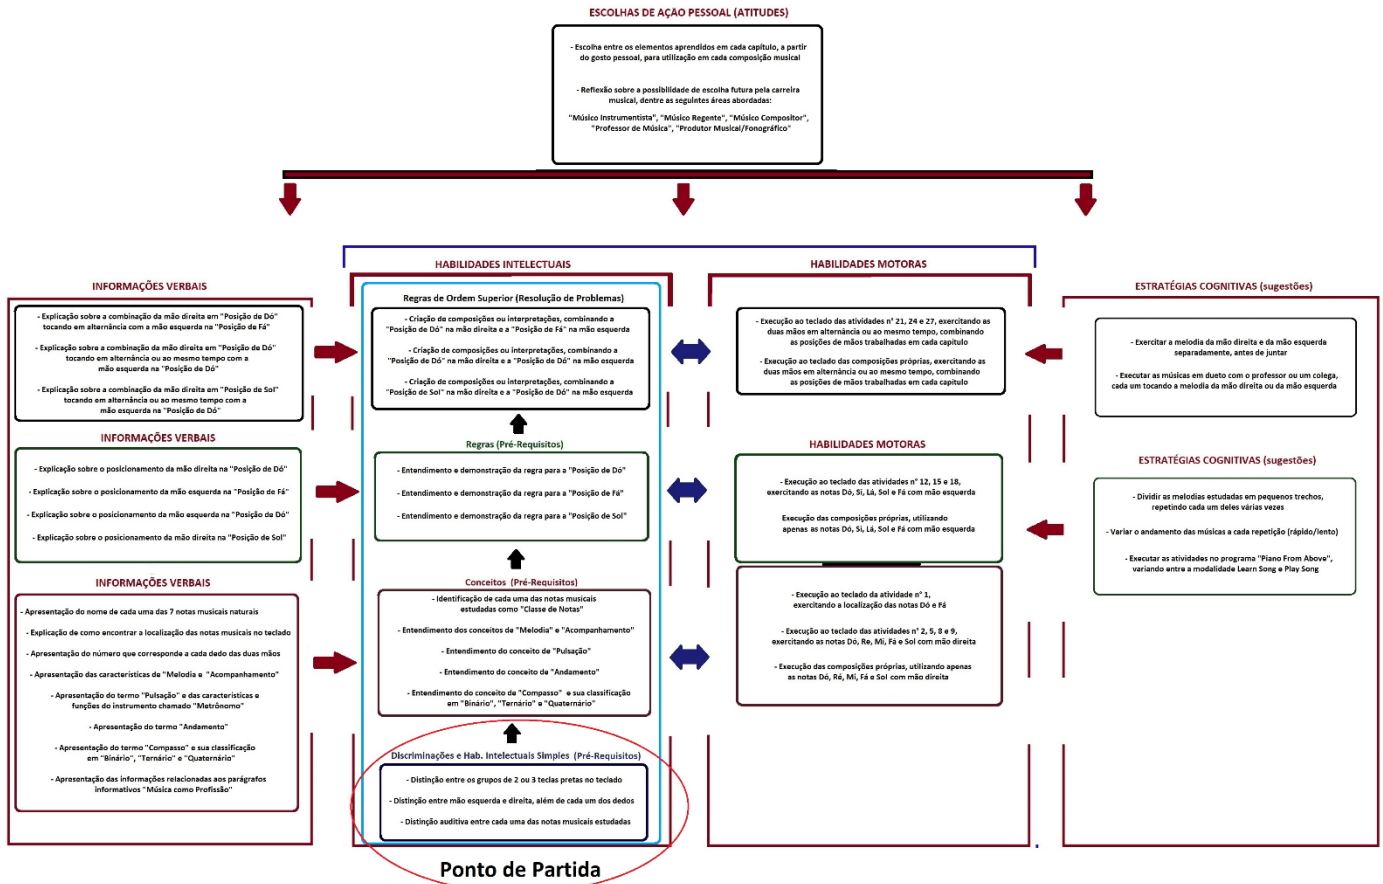 ESCOLHAS DE AÇÃO PESSOAL (ATITUDES)
- Escolha entre os elementos aprendidos em cada capítulo, a partir
do gosto pessoal, para utilização em cada composição musical
- Reflexão sobre a possibilidade de escolha futura pela carreira
musical, dentre as seguintes áreas abordadas:
"Músico Instrumentista", "Músico Regente", "Músico Compositor",
"Professor de Música", "Produtor Musical/Fonográfico"
INFORMAÇÕES VERBAIS
- Explicação sobre a combinação da mão direita em "Posição de Dó"
tocando em alternância com a mão esquerda na "Posição de Fá"
- Explicação sobre a combinação da mão direita em "Posição de Dó"
tocando em alternância ou ao mesmo tempo com a
mão esquerda na "Posição de Dó"
- Explicação sobre a combinação da mão direita em "Posição de Sol"
tocando em alternância ou ao mesmo tempo com a
mão esquerda na "Posição de Dó"
INFORMAÇÕES VERBAIS
- Explicação sobre o posicionamento da mão direita na "Posição de Dó"
- Explicação sobre o posicionamento da mão esquerda na "Posição de Fá"
- Explicação sobre o posicionamento da mão esquerda na "Posição de Dó"
- Explicação sobre o posicionamento da mão direita na "Posição de Sol"
INFORMAÇÕES VERBAIS
- Apresentação do nome de cada uma das 7 notas musicais naturais
- Explicação de como encontrar a localização das notas musicais no teclado
- Apresentação do número que corresponde a cada dedo das duas mãos
- Apresentação das características de "Melodia e "Acompanhamento"
- Apresentação do termo "Pulsação" e das características e
funções do instrumento chamado "Metrônomo"
- Apresentação do termo "Andamento"
- Apresentação do termo "Compasso" e sua classificação
em "Binário", "Ternário" e "Quaternário"
- Apresentação das informações relacionadas aos parágrafos
informativos "Música como Profissão"
HABILIDADES INTELECTUAIS
Regras de Ordem Superior (Resolução de Problemas)
- Criação de composições ou interpretações, combinando a
"Posição de Dó" na mão direita e a "Posição de Fá" na mão esquerda
- Criação de composições ou interpretações, combinando a
"Posição de Dó" na mão direita e a "Posição de Dó" na mão esquerda
- Criação de composições ou interpretações, combinando a
"Posição de Sol" na mão direita e a "Posição de Dó" na mão esquerda
Regras (Pré-Requisitos)
- Entendimento e demonstração da regra para a "Posição de Dó"
- Entendimento e demonstração da regra para a "Posição de Fá"
- Entendimento e demonstração da regra para a "Posição de Sol"
Conceitos (Pré-Requisitos)
- Identificação de cada uma das notas musicais
estudadas como "Classe de Notas"
- Entendimento dos conceitos de "Melodia" e "Acompanhamento"
- Entendimento do conceito de "Pulsação"
- Entendimento do conceito de "Andamento"
- Entendimento do conceito de "Compasso" e sua classificação
em "Binário", "Ternário" e "Quaternário"
Discriminações e Hab. Intelectuais Simples (Pré-Requisitos)
- Distinção entre os grupos de 2 ou 3 teclas pretas no teclado
- Distinção entre mão esquerda e direita, além de cada um dos dedos
- Distinção auditiva entre cada uma das notas musicais estudadas
Ponto de Partida
HABILIDADES MOTORAS
- Execução ao teclado das atividades n° 21, 24 e 27, exercitando as
duas mãos em alternância ou ao mesmo tempo, combinando
as posições de mãos trabalhadas em cada capítulo
- Execução ao teclado das composições próprias, exercitando as
duas mãos em alternância ou ao mesmo tempo, combinando
as posições de mãos trabalhadas em cada capítulo
HABILIDADES MOTORAS
- Execução ao teclado das atividades n° 12, 15 e 18,
exercitando as notas Dó, Si, Lá, Sol e Fá com mão esquerda
Execução das composições próprias, utilizando
apenas as notas Dó, Si, Lá, Sol e Fá com mão esquerda
- Execução ao teclado da atividade n° 1,
exercitando a localização das notas Dó e Fá
- Execução ao teclado das atividades n° 2, 5, 8 e 9,
exercitando as notas Dó, Re, Mi, Fá e Sol com mão direita
- Execução das composições próprias, utilizando apenas
as notas Dó, Ré, Mi, Fá e Sol com mão direita
ESTRATÉGIAS COGNITIVAS (sugestões)
- Exercitar a melodia da mão direita e da mão esquerda
separadamente, antes de juntar
- Executar as músicas em dueto com o professor ou um colega,
cada um tocando a melodia da mão direita ou da mão esquerda
ESTRATÉGIAS COGNITIVAS (sugestões)
- Dividir as melodias estudadas em pequenos trechos,
repetindo cada um deles várias vezes
- Variar o andamento das músicas a cada repetição (rápido/lento)
- Executar as atividades no programa "Piano From Above",
variando entre a modalidade Learn Song e Play Song